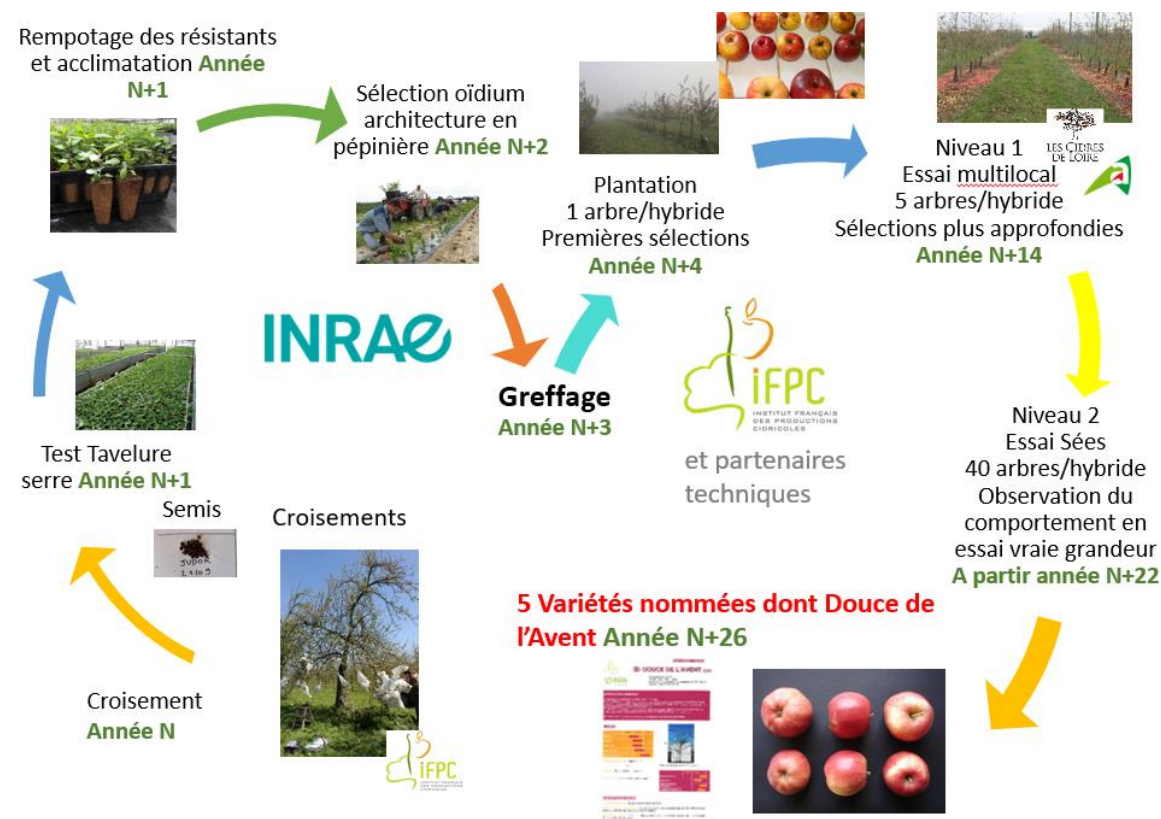 Rempotage des résistants
et acclimatation Année
N+1
Sélection oïdium
architecture en
pépinière Année N+2
Plantation
1 arbre/hybride
Premières sélections
Année N+4
LES CIDRES
DE LOIRE
Niveau 1
Essai multilocal
5 arbres/hybride
Sélections plus approfondies
Année N+14
INRAE
Greffage
Année N+3
iFPC
INSTITUT FRANÇAIS
DES PRODUCTIONS
CIDRICOLES
et partenaires
techniques
Niveau 2
Essai Sées
40 arbres/hybride
Observation du
comportement en
essai vraie grandeur
A partir année N+22
Test Tavelure
serre Année N+1
Semis
JUDOR
Croisements
Croisement
Année N
iFPC
5 Variétés nommées dont Douce de
l'Avent Année N+26
DOUCE DE L'AVENT